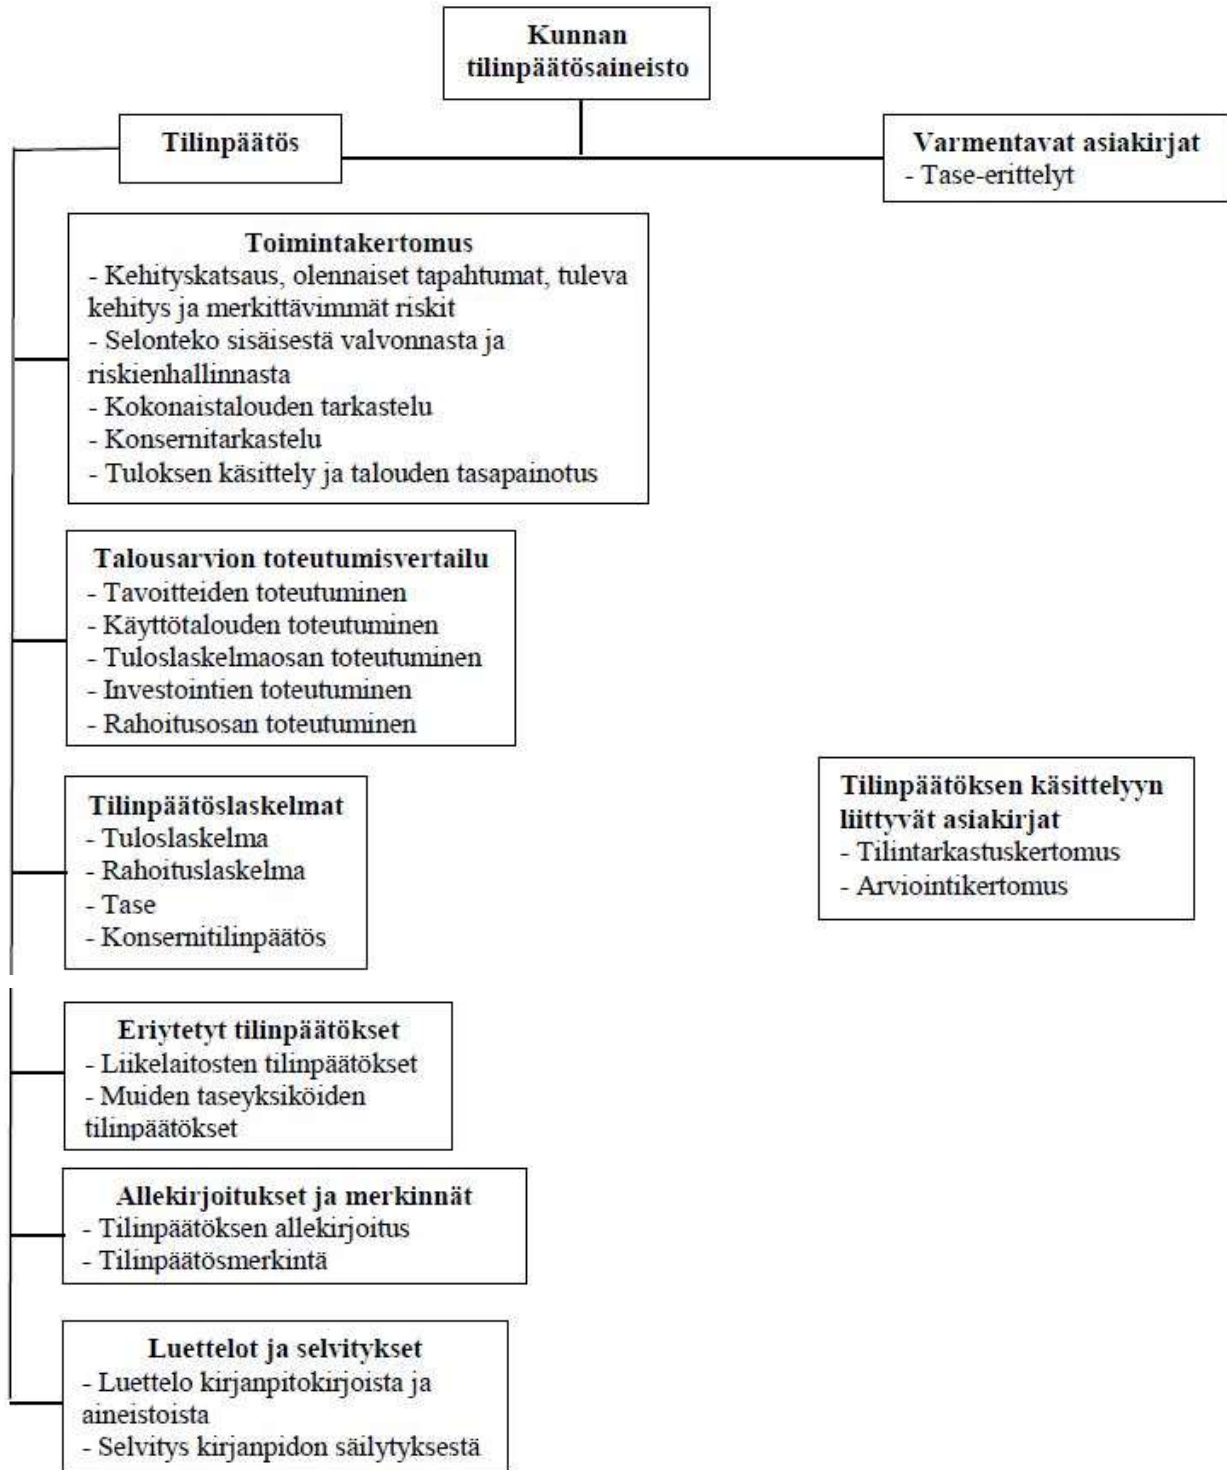 Kunnan
tilinpäätösaineisto
Tilinpäätös
Varmentavat asiakirjat
- Tase-erittelyt
Toimintakertomus
- Kehityskatsaus, olennaiset tapahtumat, tuleva
kehitys ja merkittävimmät riskit
- Selonteko sisäisestä valvonnasta ja
riskienhallinnasta
- Kokonaistalouden tarkastelu
- Konsernitarkastelu
- Tuloksen käsittely ja talouden tasapainotus
Talousarvion toteutumisvertailu
- Tavoitteiden toteutuminen
- Käyttötalouden toteutuminen
- Tuloslaskelmaosan toteutuminen
- Investointien toteutuminen
- Rahoitusosan toteutuminen
Tilinpäätöslaskelmat
- Tuloslaskelma
- Rahoituslaskelma
- Tase
- Konsernitilinpäätös
Tilinpäätöksen käsittelyyn
liittyvät asiakirjat
- Tilintarkastuskertomus
- Arviointikertomus
Eriytetyt tilinpäätökset
- Liikelaitosten tilinpäätökset
- Muiden taseyksiköiden
tilinpäätökset
Allekirjoitukset ja merkinnät
- Tilinpäätöksen allekirjoitus
- Tilinpäätösmerkintä
Luettelot ja selvitykset
- Luettelo kirjanpitokirjoista ja
aineistoista
- Selvitys kirjanpidon säilytyksestä